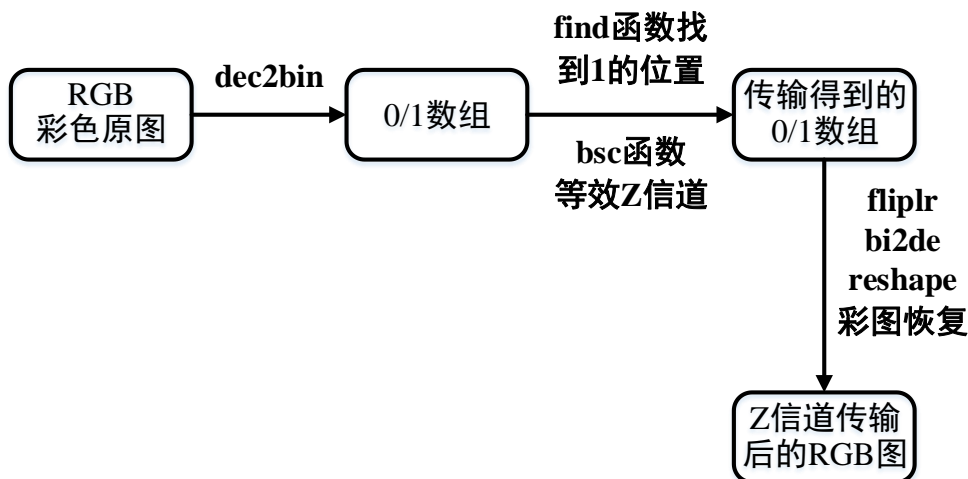 RGB
彩色原图
dec2bin
0/1数组
find函数找
到1的位置
bsc函数
等效Z信道
传输得到的
0/1数组
fliplr
bi2de
reshape
彩图恢复
Z信道传输
后的RGB图